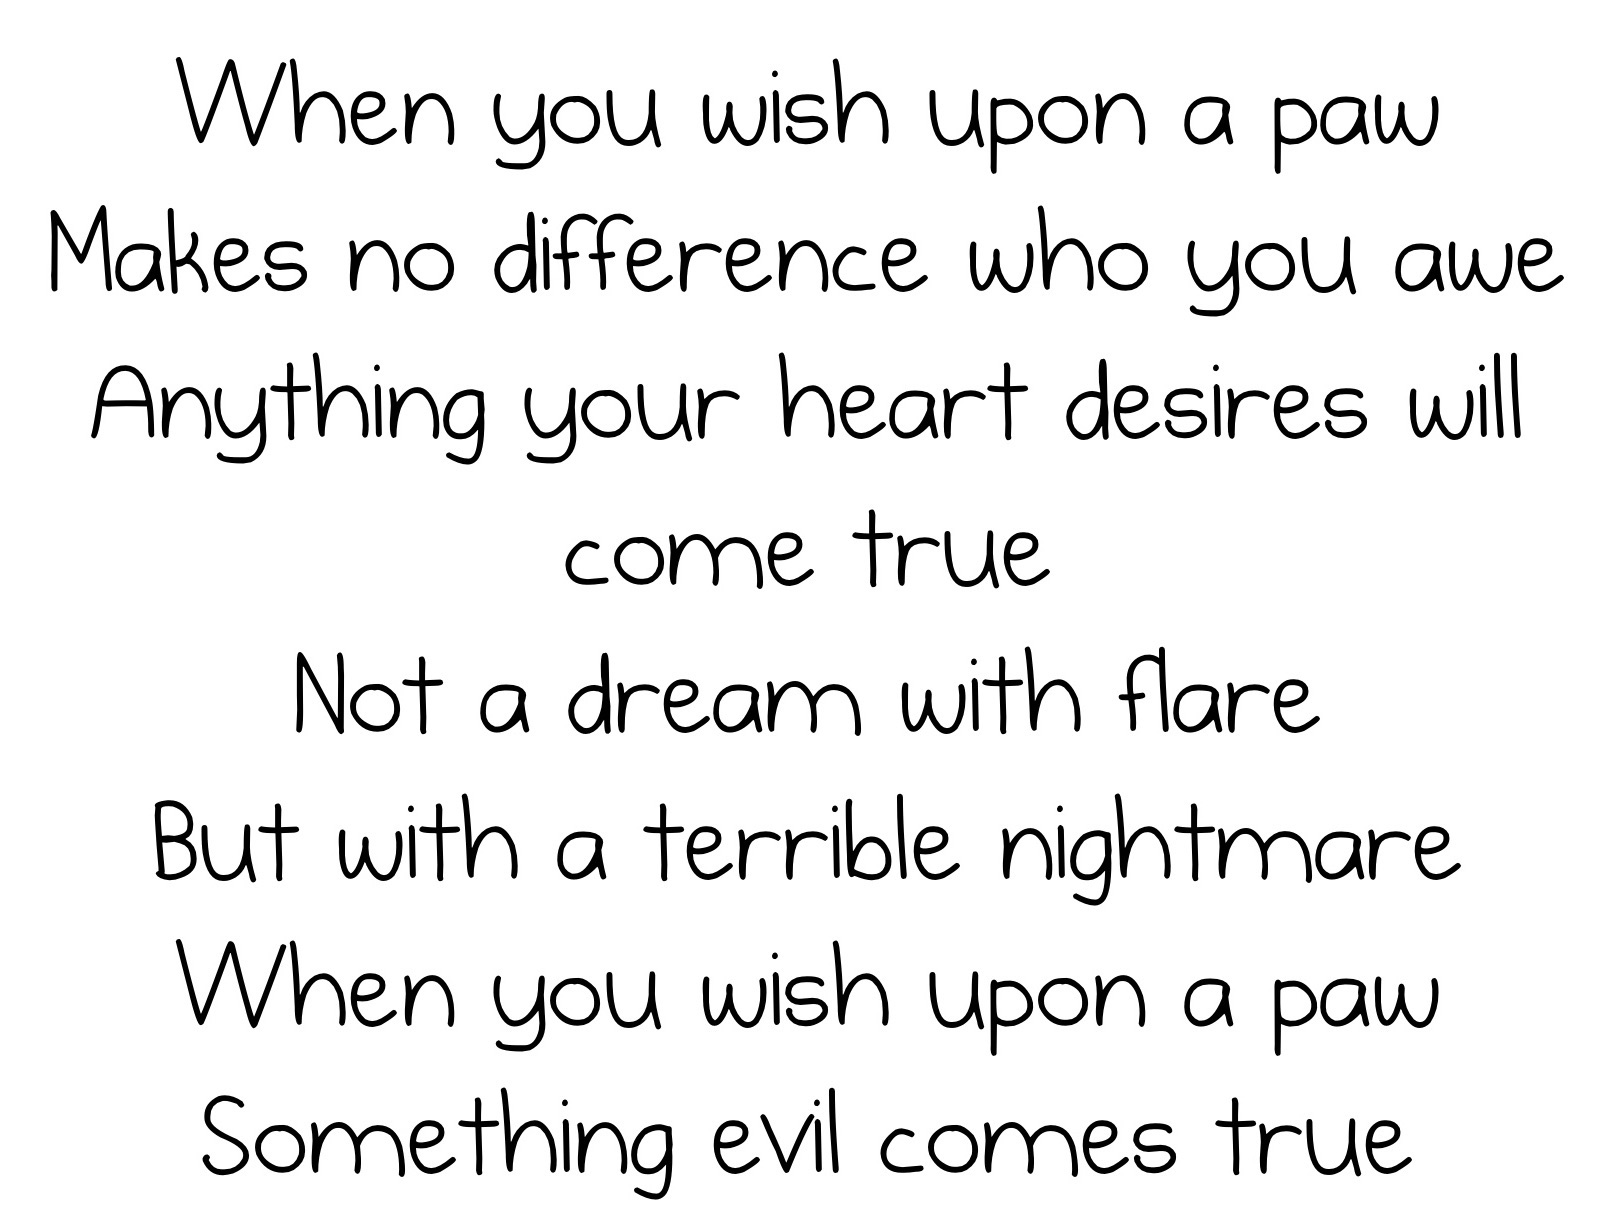 When you wish upon a paw
Makes no difference who you awe
Anything your heart desires will
come true
Not a dream with flare
But with a terrible nightmare
When you wish upon a paw
Something evil comes true